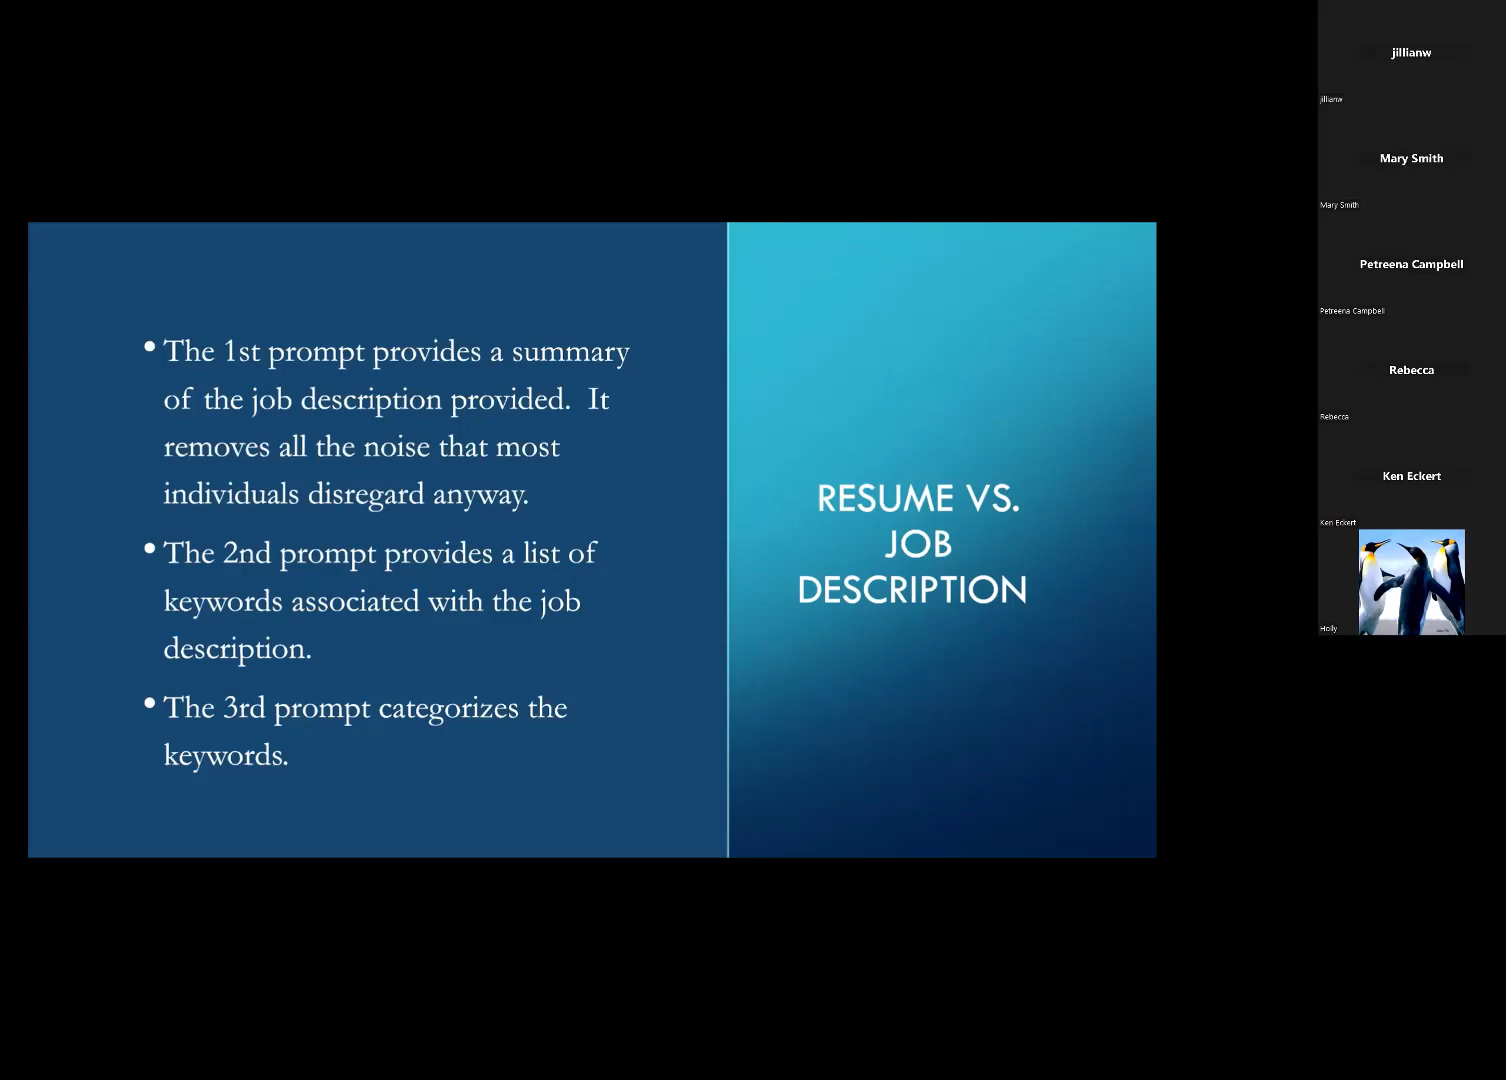 • The 1st prompt provides a summary
of the job description provided. It
removes all the noise that most
individuals disregard anyway.
• The 2nd prompt provides a list of
keywords associated with the job
description.
• The 3rd prompt categorizes the
keywords.
RESUME VS.
JOB
DESCRIPTION
jillianw
jillianw
Mary Smith
Mary Smith
Petreena Campbell
Petreena Campbell
Rebecca
Rebecca
Ken Eckert
Ken Eckert
Holly